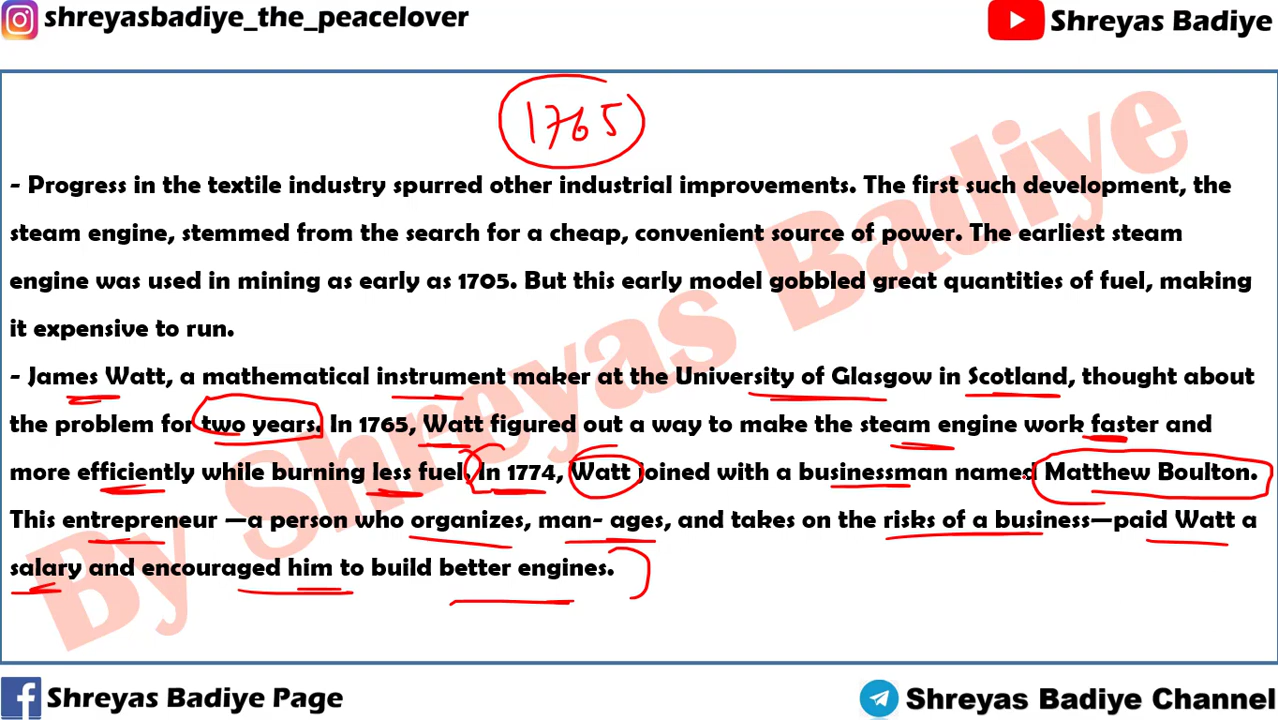 shreyasbadiye_the_peacelover
Shreyas Badiye
1765
- Progress in the textile industry spurred other industrial improvements. The first such development, the
steam engine, stemmed from the search for a cheap, convenient source of power. The earliest steam
engine was used in mining as early as 1705. But this early model gobbled great quantities of fuel, making
it expensive to run.
- James Watt, a mathematical instrument maker at the University of Glasgow in Scotland, thought about
the problem for two years. In 1765, Watt figured out a way to make the steam engine work faster and
more efficiently while burning less fuel. In 1774, Watt joined with a businessman named Matthew Boulton.
This entrepreneur —a person who organizes, man- ages, and takes on the risks of a business—paid Watt a
salary and encouraged him to build better engines.
By Shreyas Badiye
Shreyas Badiye Page
Shreyas Badiye Channel